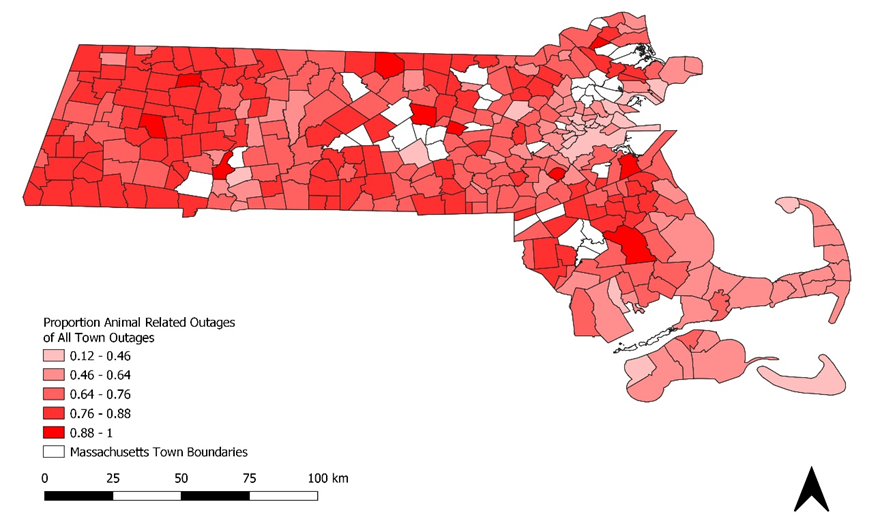 Proportion Animal Related Outages
of All Town Outages
0.12 - 0.46
0.46 - 0.64
0.64 - 0.76
0.76 - 0.88
0.88 - 1
Massachusetts Town Boundaries
0 25 50 75 100 km